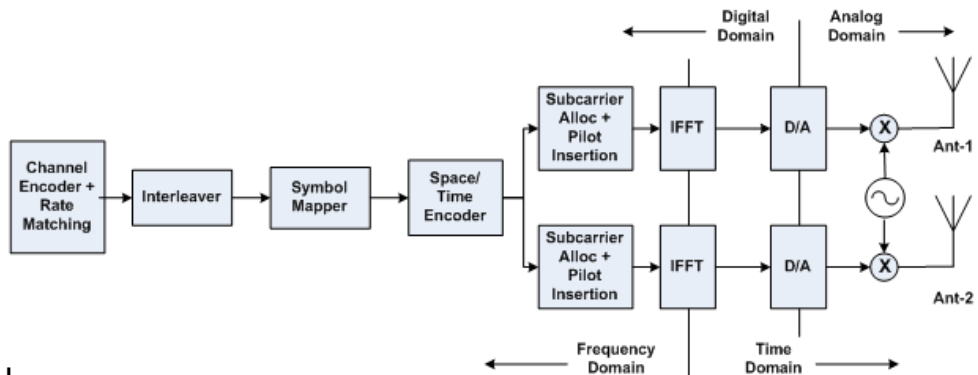 Digital
Domain
Analog
Domain
Channel
Encoder +
Rate
Matching
Interleaver
Symbol
Mapper
Space/
Time
Encoder
Subcarrier
Alloc +
Pilot
Insertion
IFFT
D/A
X
Ant-1
Subcarrier
Alloc +
Pilot
Insertion
IFFT
D/A
X
Ant-2
Frequency
Domain
Time
Domain